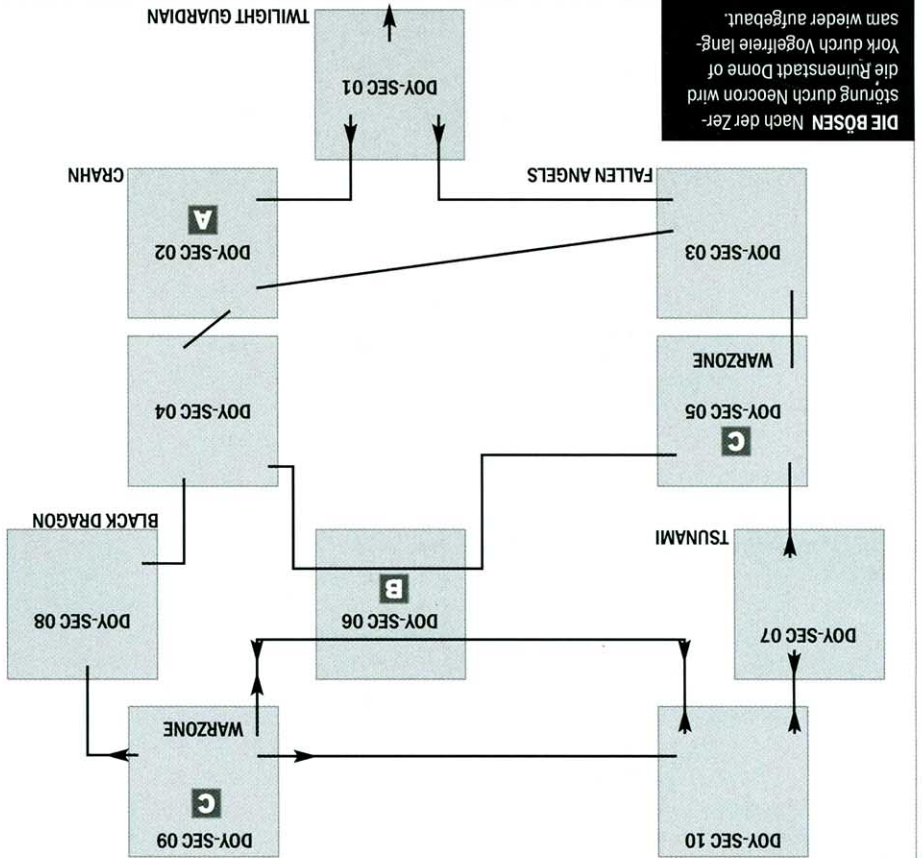 DOY-SEC 10
DOY-SEC 09
C
WARZONE
DOY-SEC 07
DOY-SEC 06
B
DOY-SEC 08
TSUNAMI
BLACK DRAGON
C
DOY-SEC 05
WARZONE
DOY-SEC 04
DOY-SEC 03
DOY-SEC 02
A
FALLEN ANGELS
CRAHN
DOY-SEC 01
TWILIGHT GUARDIAN
DIE BÖSEN Nach der Zer-
störung durch Neocron wird
die Ruinenstadt Dome of
York durch Vogelfreie lang-
sam wieder aufgebaut.